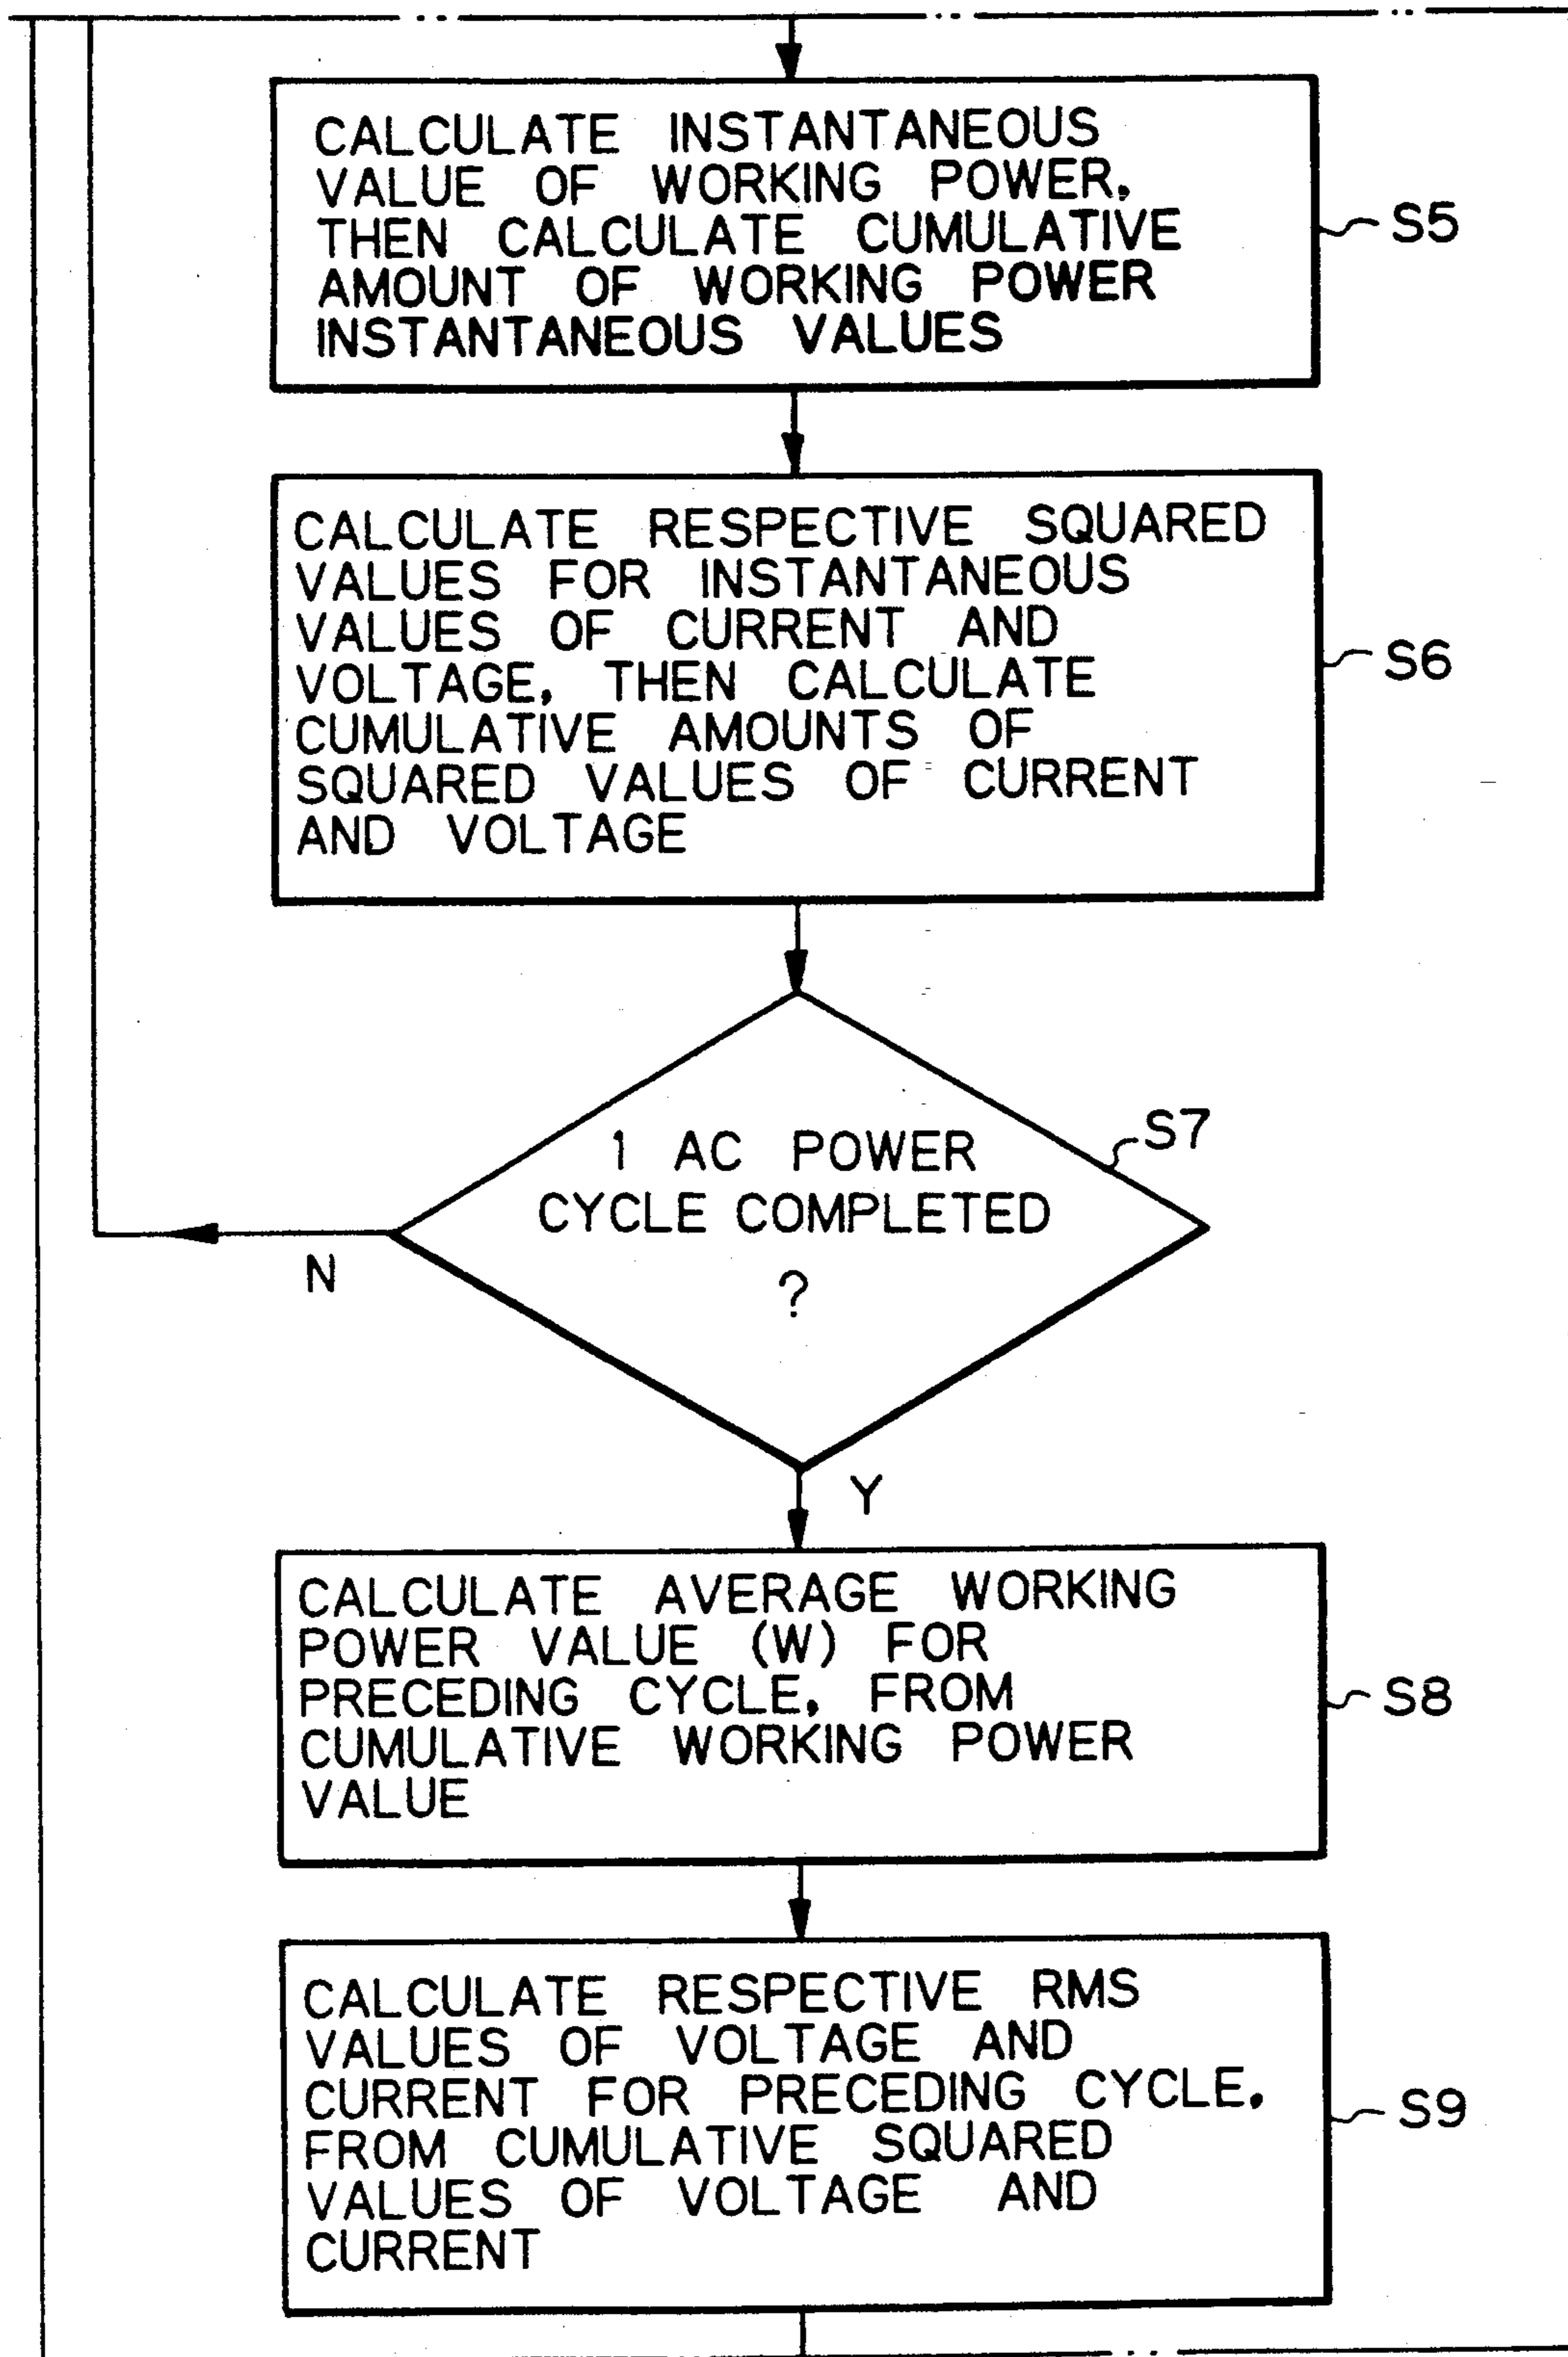 CALCULATE INSTANTANEOUS
VALUE OF WORKING POWER,
THEN CALCULATE CUMULATIVE
AMOUNT OF WORKING POWER
INSTANTANEOUS VALUES
S5
CALCULATE RESPECTIVE SQUARED
VALUES FOR INSTANTANEOUS
VALUES OF CURRENT AND
VOLTAGE, THEN CALCULATE
CUMULATIVE AMOUNTS OF
SQUARED VALUES OF CURRENT
AND VOLTAGE
S6
1 AC POWER
CYCLE COMPLETED
?
S7
N
Y
CALCULATE AVERAGE WORKING
POWER VALUE (W) FOR
PRECEDING CYCLE, FROM
CUMULATIVE WORKING POWER
VALUE
S8
CALCULATE RESPECTIVE RMS
VALUES OF VOLTAGE AND
CURRENT FOR PRECEDING CYCLE,
FROM CUMULATIVE SQUARED
VALUES OF VOLTAGE AND
CURRENT
S9